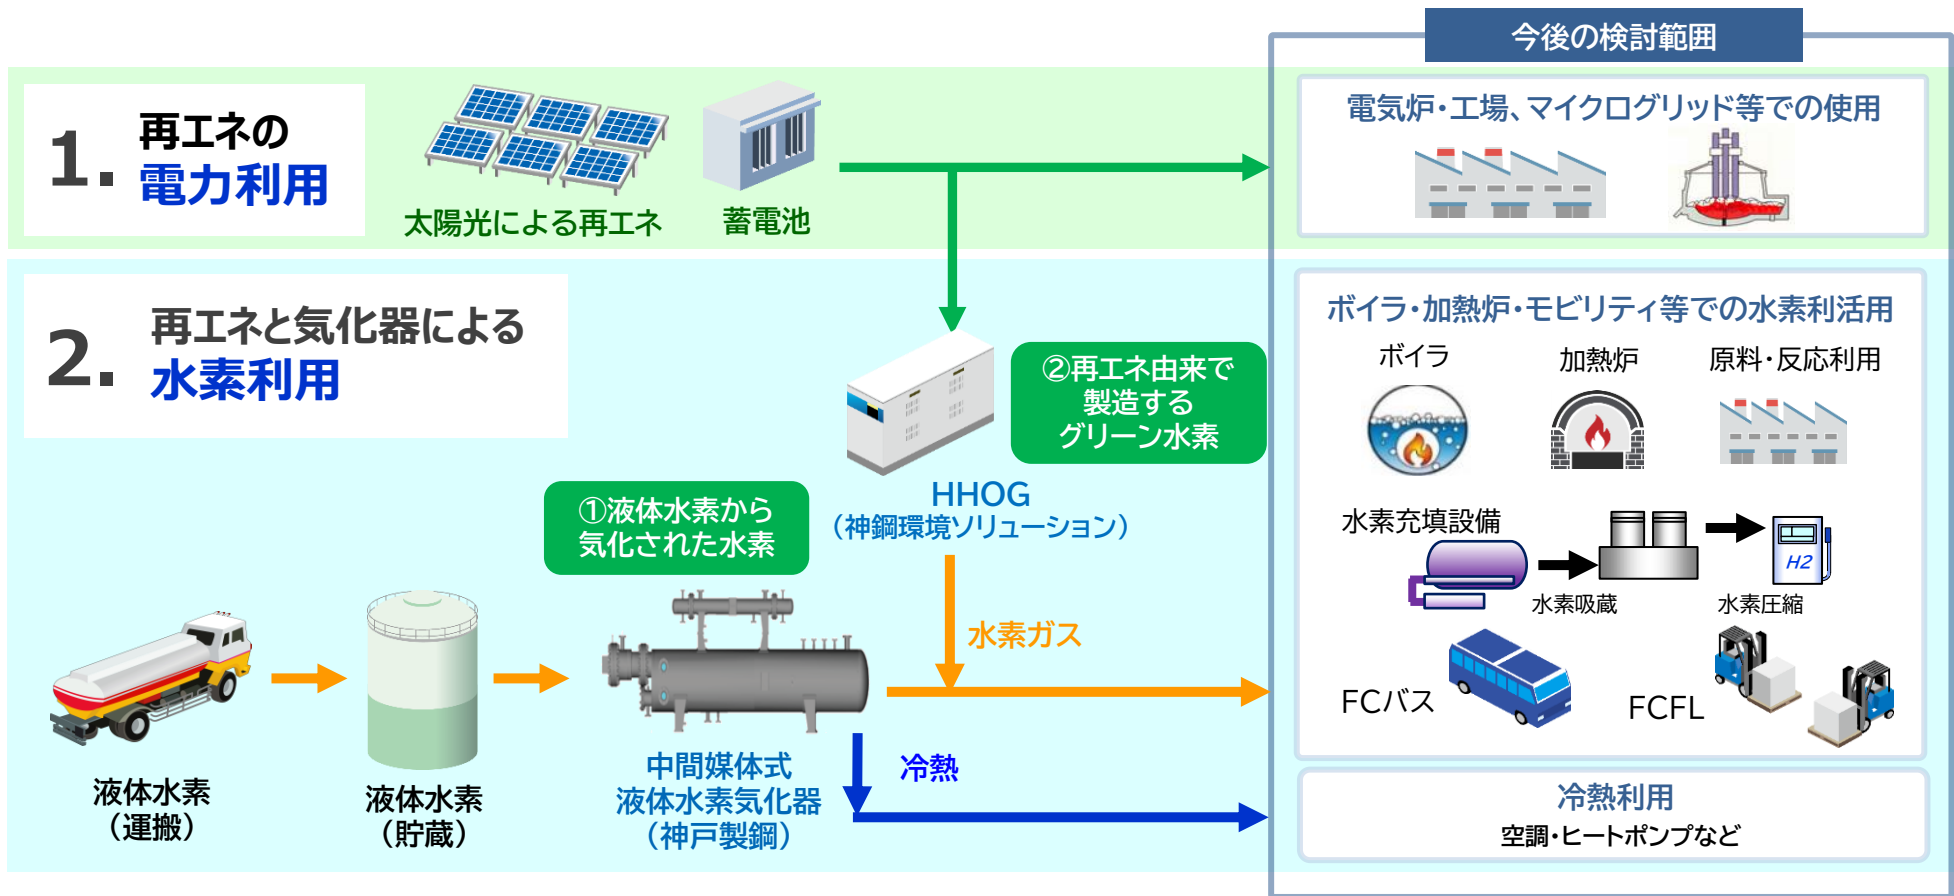 今後の検討範囲
1. 再エネの
電力利用
太陽光による再エネ
蓄電池
電気炉・工場、マイクログリッド等での使用
2. 再エネと気化器による
水素利用
②再エネ由来で
製造する
グリーン水素
HHOG
（神鋼環境ソリューション）
①液体水素から
気化された水素
水素ガス
液体水素
（運搬）
液体水素
（貯蔵）
中間媒体式
液体水素気化器
（神戸製鋼）
冷熱
ボイラ・加熱炉・モビリティ等での水素利活用
ボイラ
加熱炉
原料・反応利用
水素充填設備
H2
水素吸蔵
水素圧縮
FCバス
FCFL
冷熱利用
空調・ヒートポンプなど